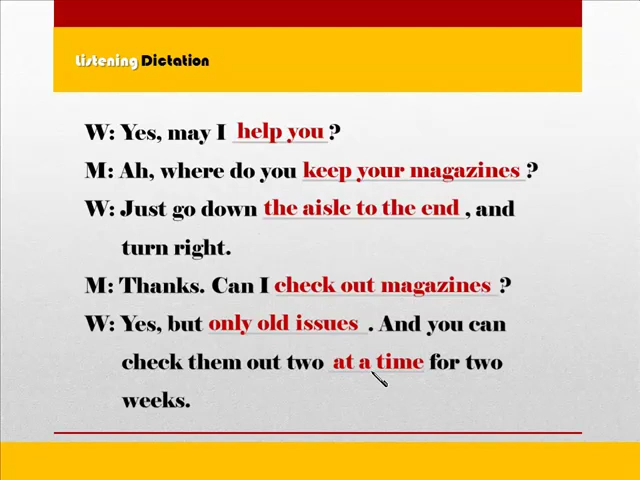 Listening Dictation
W: Yes, may I help you?
M: Ah, where do you keep your magazines?
W: Just go down the aisle to the end, and
turn right.
M: Thanks. Can I check out magazines?
W: Yes, but only old issues. And you can
check them out two at a time for two
weeks.